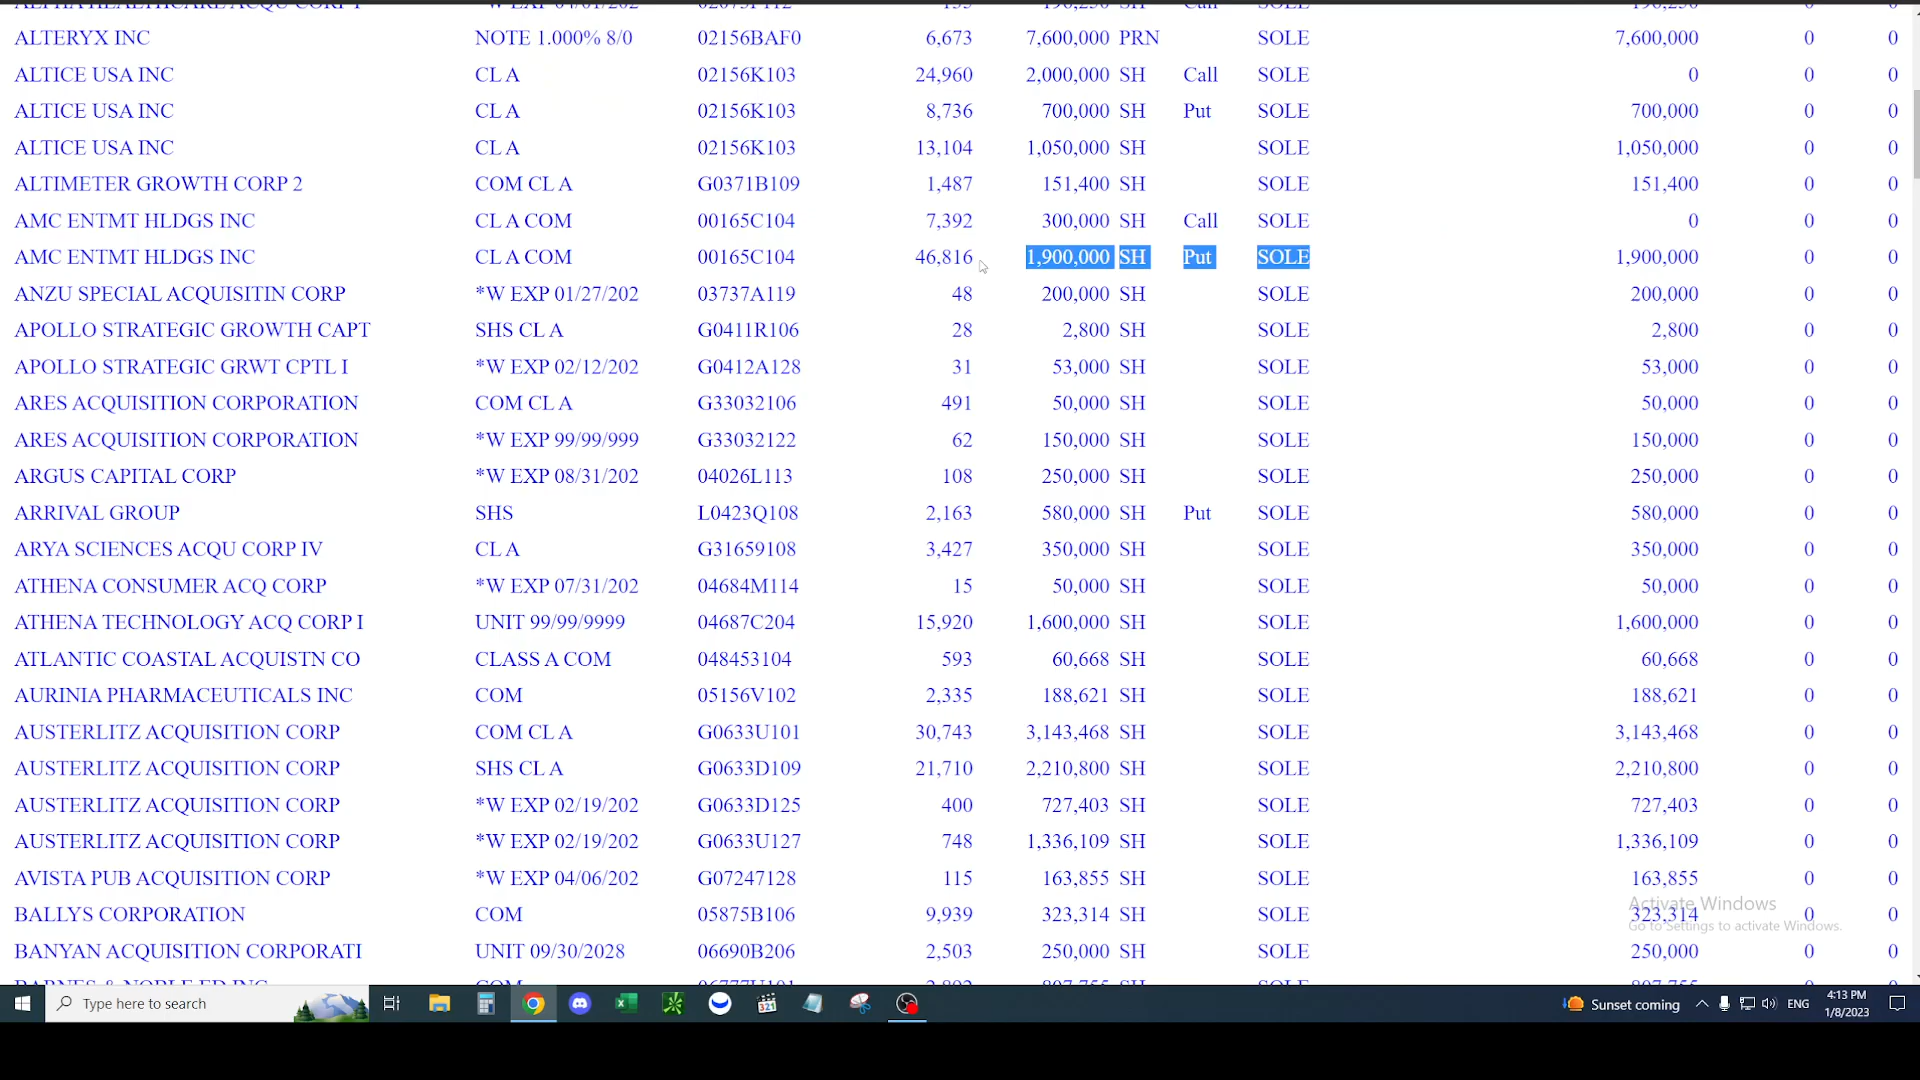 ALTERYX INC NOTE 1.000% 8/0 02156BAF0 6,673 7,600,000 PRN SOLE 7,600,000 0 0
ALTICE USA INC CL A 02156K103 24,960 2,000,000 SH Call SOLE 0 0 0
ALTICE USA INC CL A 02156K103 8,736 700,000 SH Put SOLE 700,000 0 0
ALTICE USA INC CL A 02156K103 13,104 1,050,000 SH SOLE 1,050,000 0 0
ALTIMETER GROWTH CORP 2 COM CL A G0371B109 1,487 151,400 SH SOLE 151,400 0 0
AMC ENTMT HLDGS INC CL A COM 00165C104 7,392 300,000 SH Call SOLE 0 0 0
AMC ENTMT HLDGS INC CL A COM 00165C104 46,816 1,900,000 SH Put SOLE 1,900,000 0 0
ANZU SPECIAL ACQUISITIN CORP *W EXP 01/27/202 03737A119 48 200,000 SH SOLE 200,000 0 0
APOLLO STRATEGIC GROWTH CAPT SHS CL A G0411R106 28 2,800 SH SOLE 2,800 0 0
APOLLO STRATEGIC GRWT CPTL I *W EXP 02/12/202 G0412A128 31 53,000 SH SOLE 53,000 0 0
ARES ACQUISITION CORPORATION COM CL A G33032106 491 50,000 SH SOLE 50,000 0 0
ARES ACQUISITION CORPORATION *W EXP 99/99/999 G33032122 62 150,000 SH SOLE 150,000 0 0
ARGUS CAPITAL CORP *W EXP 08/31/202 04026L113 108 250,000 SH SOLE 250,000 0 0
ARRIVAL GROUP SHS L0423Q108 2,163 580,000 SH Put SOLE 580,000 0 0
ARYA SCIENCES ACQU CORP IV CL A G31659108 3,427 350,000 SH SOLE 350,000 0 0
ATHENA CONSUMER ACQ CORP *W EXP 07/31/202 04684M114 15 50,000 SH SOLE 50,000 0 0
ATHENA TECHNOLOGY ACQ CORP I UNIT 99/99/9999 04687C204 15,920 1,600,000 SH SOLE 1,600,000 0 0
ATLANTIC COASTAL ACQUISTN CO CLASS A COM 048453104 593 60,668 SH SOLE 60,668 0 0
AURINIA PHARMACEUTICALS INC COM 05156V102 2,335 188,621 SH SOLE 188,621 0 0
AUSTERLITZ ACQUISITION CORP COM CL A G0633U101 30,743 3,143,468 SH SOLE 3,143,468 0 0
AUSTERLITZ ACQUISITION CORP SHS CL A G0633D109 21,710 2,210,800 SH SOLE 2,210,800 0 0
AUSTERLITZ ACQUISITION CORP *W EXP 02/19/202 G0633D125 400 727,403 SH SOLE 727,403 0 0
AUSTERLITZ ACQUISITION CORP *W EXP 02/19/202 G0633U127 748 1,336,109 SH SOLE 1,336,109 0 0
AVISTA PUB ACQUISITION CORP *W EXP 04/06/202 G07247128 115 163,855 SH SOLE 163,855 0 0
Activate Windows
BALLYS CORPORATION COM 05875B106 9,939 323,314 SH SOLE 323,314 0 0
Go to Settings to activate Windows.
BANYAN ACQUISITION CORPORATI UNIT 09/30/2028 06690B206 2,503 250,000 SH SOLE 250,000 0 0
Type here to search
Sunset coming ENG 4:13 PM
1/8/2023